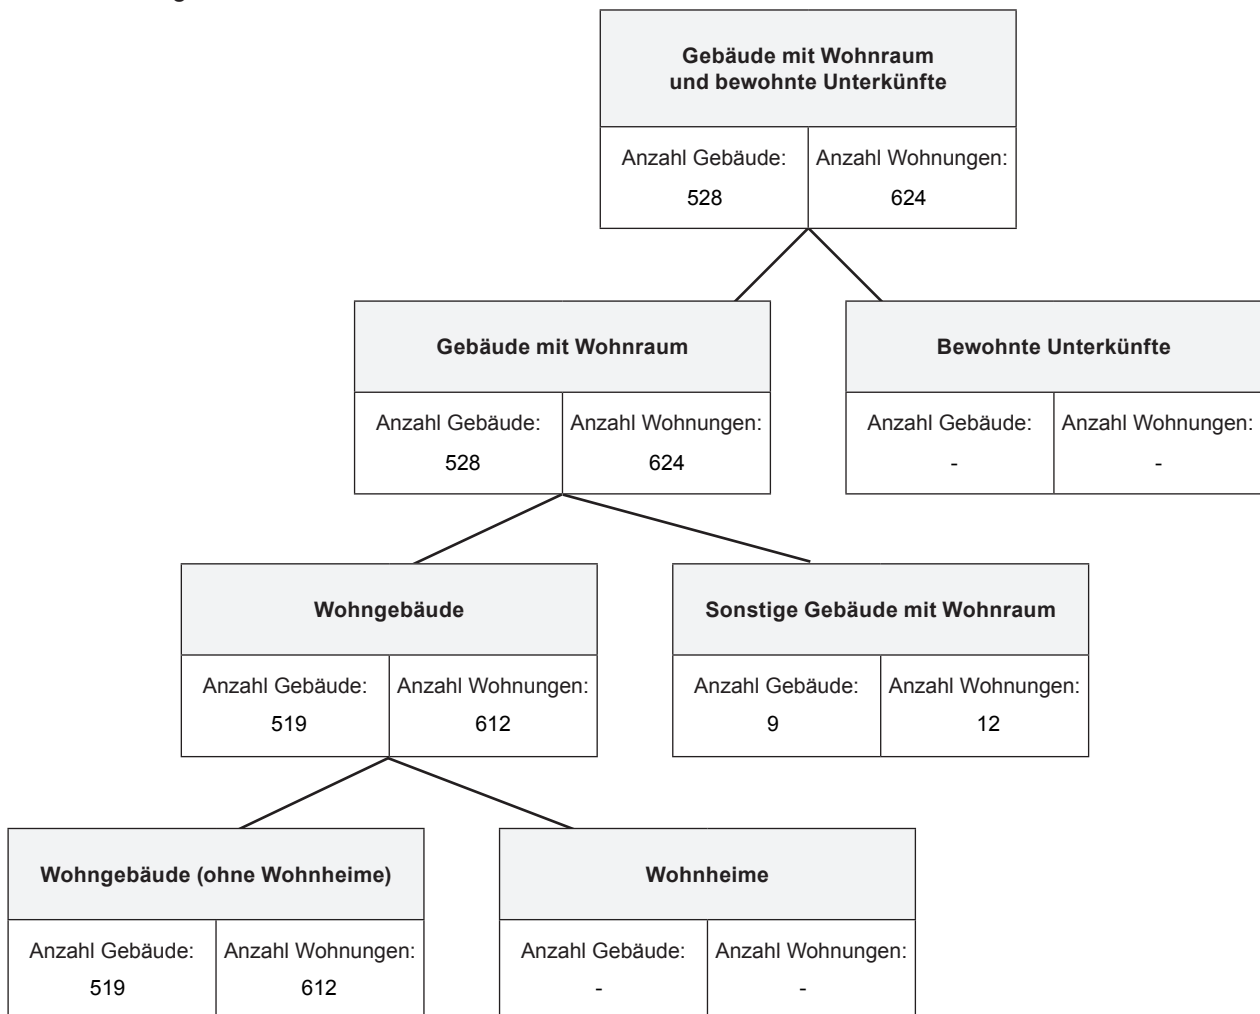 Gebäude mit Wohnraum
und bewohnte Unterkünfte
Anzahl Gebäude: Anzahl Wohnungen:
528 624
Gebäude mit Wohnraum Bewohnte Unterkünfte
Anzahl Gebäude: Anzahl Wohnungen: Anzahl Gebäude: Anzahl Wohnungen:
528 624 - -
Wohngebäude Sonstige Gebäude mit Wohnraum
Anzahl Gebäude: Anzahl Wohnungen: Anzahl Gebäude: Anzahl Wohnungen:
519 612 9 12
Wohngebäude (ohne Wohnheime) Wohnheime
Anzahl Gebäude: Anzahl Wohnungen: Anzahl Gebäude: Anzahl Wohnungen:
519 612 - -